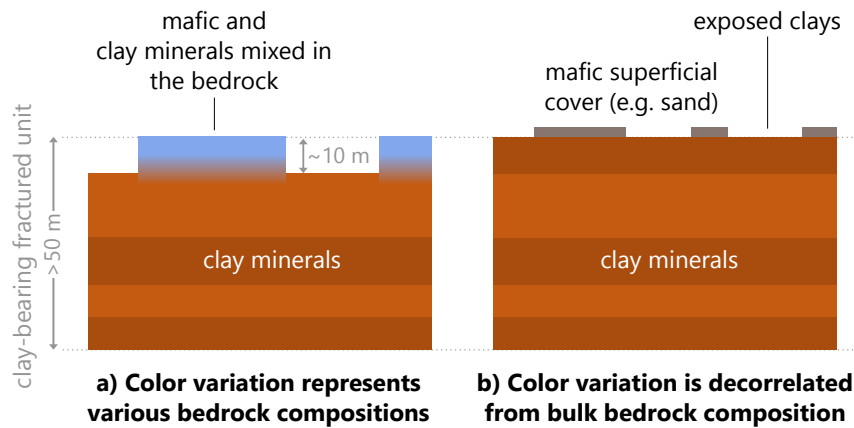 mafic and
clay minerals mixed in
the bedrock
clay-bearing fractured unit
>50 m
~10 m
clay minerals
a) Color variation represents
various bedrock compositions
exposed clays
mafic superficial
cover (e.g. sand)
clay minerals
b) Color variation is decorrelated
from bulk bedrock composition